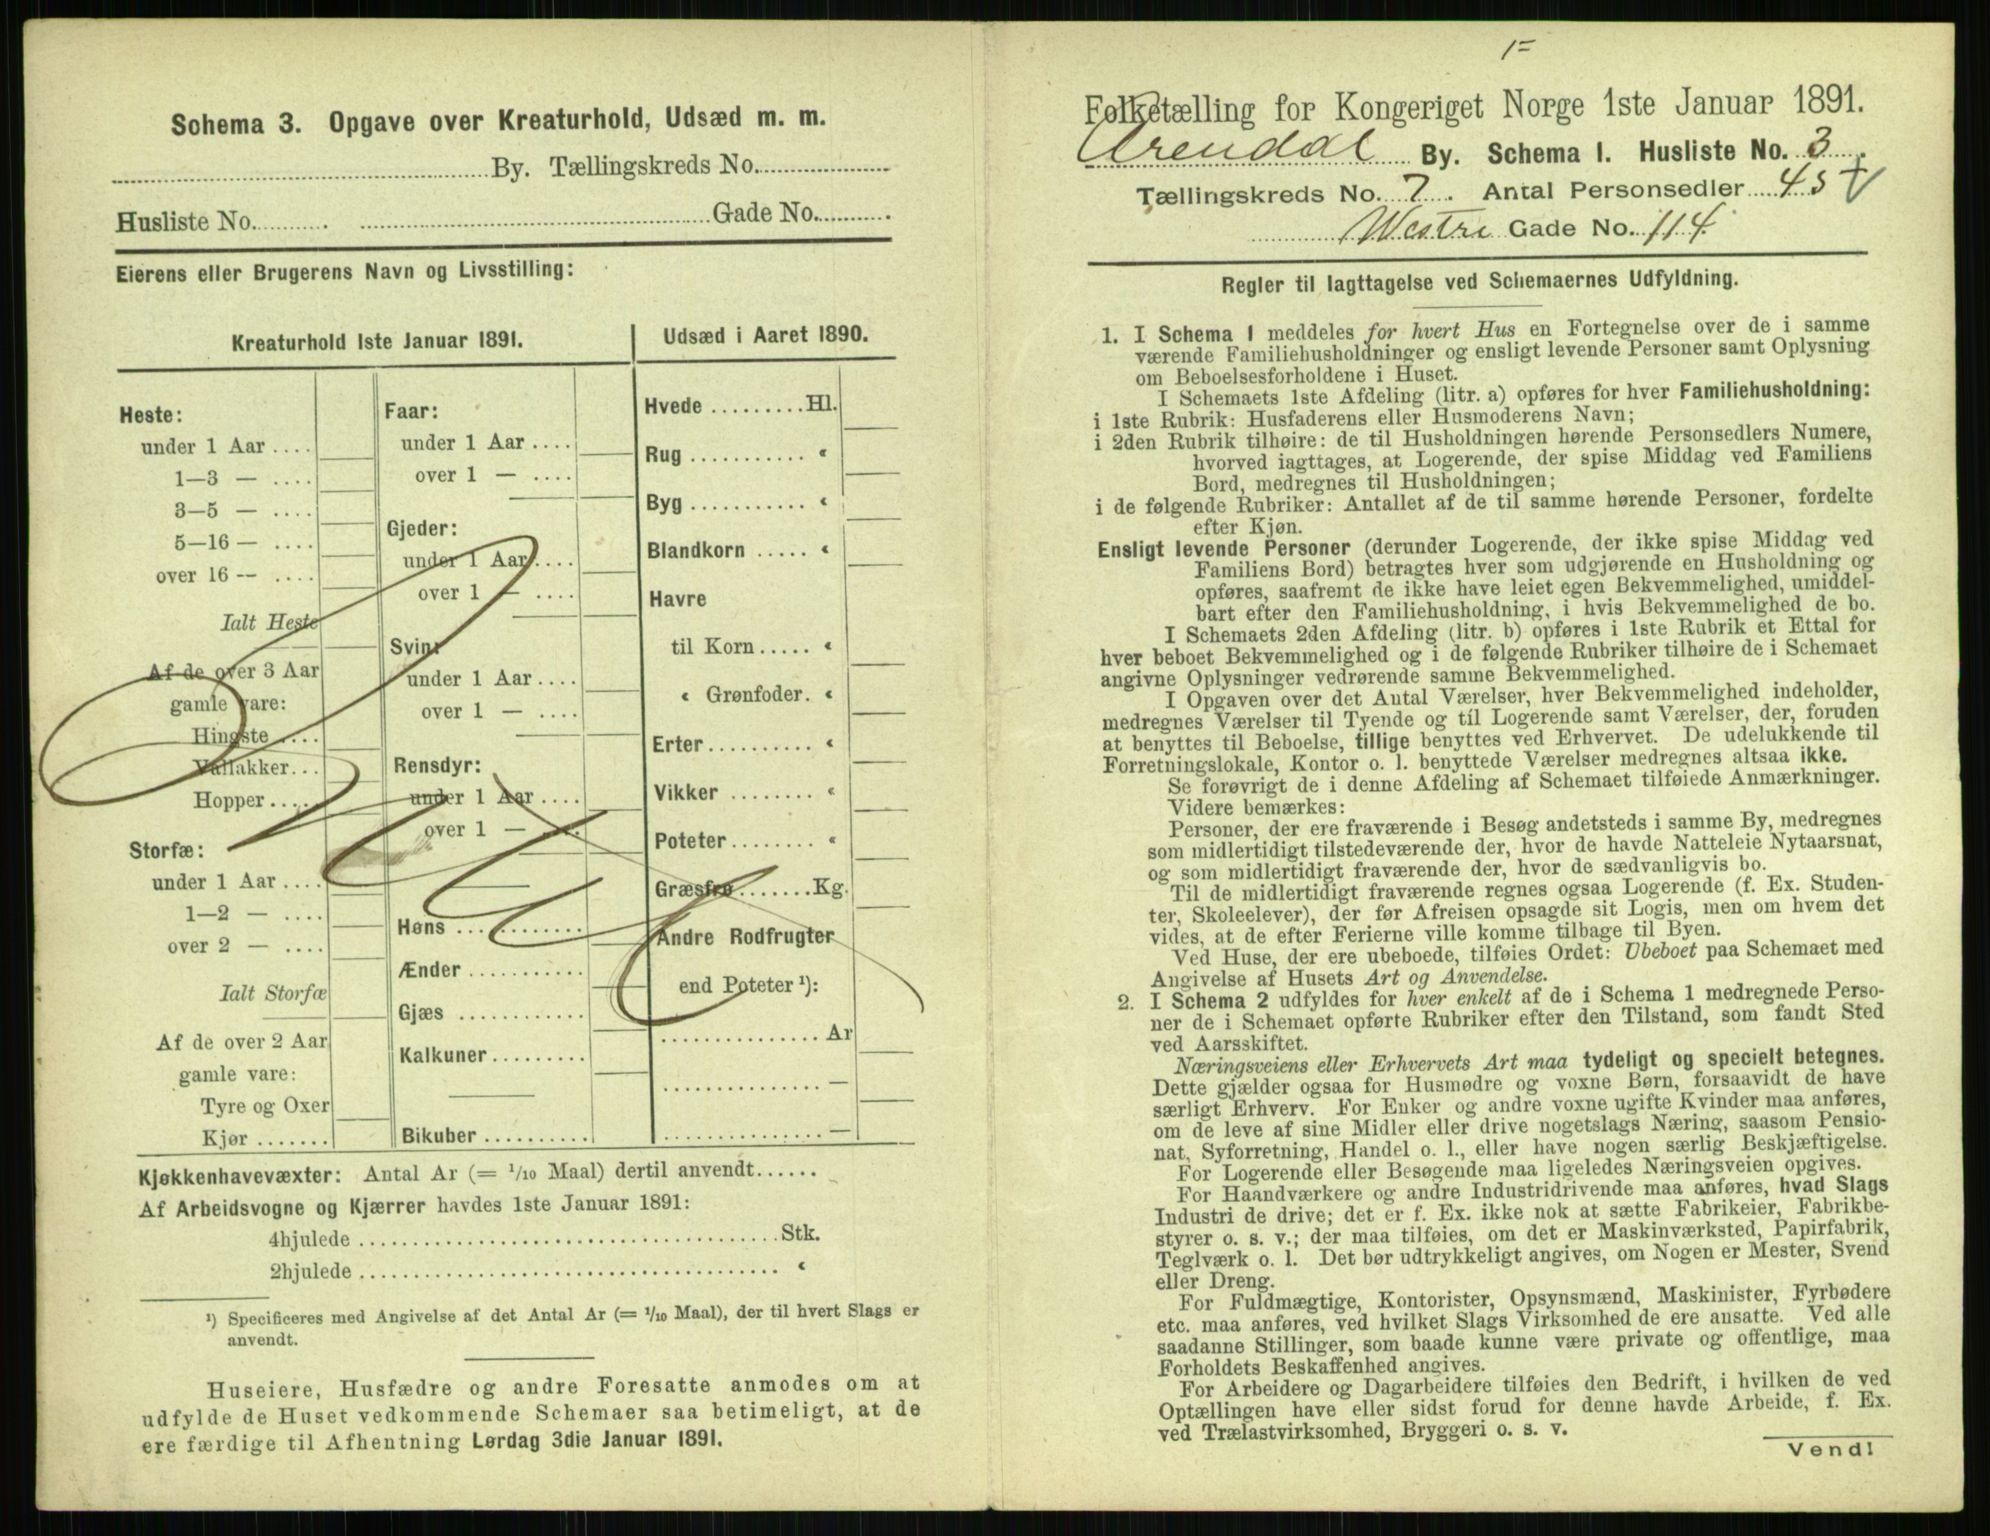 Schema 3. Opgave over Kreaturhold, Udsæd m. m.
By. Tællingskreds No.
Husliste No. Gade No.
Eierens eller Brugerens Navn og Livsstilling:
Kreaturhold 1ste Januar 1891.
Heste:
under 1 Aar
1—3 —
3—5 —
5—16 —
over 16 —
Ialt Heste
Af de over 3 Aar
gamle vare:
Hingste
Vallakker
Hopper
Storfæ:
under 1 Aar
1—2 —
over 2 —
Ialt Storfæ
Af de over 2 Aar
gamle vare:
Tyre og Oxer
Kjør
Faar:
under 1 Aar
over 1 —
Gjeder:
under 1 Aar
over 1 —
Svin:
under 1 Aar
over 1 —
Rensdyr:
under 1 Aar
over 1 —
Høns
Ænder
Gjæs
Kalkuner
Bikuber
Udsæd i Aaret 1890.
Hvede Hl.
Rug «
Byg «
Blandkorn «
Havre
til Korn «
« Grønfoder. «
Erter «
Vikker «
Poteter «
Græsfrø Kg.
Andre Rodfrugter
end Poteter ¹):
Ar
—
—
Kjøkkenhavevæxter: Antal Ar (= 1/10 Maal) dertil anvendt
Af Arbeidsvogne og Kjærrer havdes 1ste Januar 1891:
4hjulede Stk.
2hjulede «
¹) Specificeres med Angivelse af det Antal Ar (= 1/10 Maal), der til hvert Slags er
anvendt.
Huseiere, Husfædre og andre Foresatte anmodes om at
udfylde de Huset vedkommende Schemaer saa betimeligt, at de
ere færdige til Afhentning Lørdag 3die Januar 1891.
1=
Folketælling for Kongeriget Norge 1ste Januar 1891.
Arendal By. Schema I. Husliste No. 3
Tællingskreds No. 7. Antal Personsedler 45
Westre Gade No. 114.
Regler til Iagttagelse ved Schemaernes Udfyldning.
1. I Schema 1 meddeles for hvert Hus en Fortegnelse over de i samme
værende Familiehusholdninger og ensligt levende Personer samt Oplysning
om Beboelsesforholdene i Huset.
I Schemaets 1ste Afdeling (litr. a) opføres for hver Familiehusholdning:
i 1ste Rubrik: Husfaderens eller Husmoderens Navn;
i 2den Rubrik tilhøire: de til Husholdningen hørende Personsedlers Numere,
hvorved iagttages, at Logerende, der spise Middag ved Familiens
Bord, medregnes til Husholdningen;
i de følgende Rubriker: Antallet af de til samme hørende Personer, fordelte
efter Kjøn.
Ensligt levende Personer (derunder Logerende, der ikke spise Middag ved
Familiens Bord) betragtes hver som udgjørende en Husholdning og
opføres, saafremt de ikke have leiet egen Bekvemmelighed, umiddel-
bart efter den Familiehusholdning, i hvis Bekvemmelighed de bo.
I Schemaets 2den Afdeling (litr. b) opføres i 1ste Rubrik et Ettal for
hver beboet Bekvemmelighed og i de følgende Rubriker tilhøire de i Schemaet
angivne Oplysninger vedrørende samme Bekvemmelighed.
I Opgaven over det Antal Værelser, hver Bekvemmelighed indeholder,
medregnes Værelser til Tyende og til Logerende samt Værelser, der, foruden
at benyttes til Beboelse, tillige benyttes ved Erhvervet. De udelukkende til
Forretningslokale, Kontor o. l. benyttede Værelser medregnes altsaa ikke.
Se forøvrigt de i denne Afdeling af Schemaet tilføiede Anmærkninger.
Videre bemærkes:
Personer, der ere fraværende i Besøg andetsteds i samme By, medregnes
som midlertidigt tilstedeværende der, hvor de havde Natteleie Nytaarsnat,
og som midlertidigt fraværende der, hvor de sædvanligvis bo.
Til de midlertidigt fraværende regnes ogsaa Logerende (f. Ex. Studen-
ter, Skoleelever), der før Afreisen opsagde sit Logis, men om hvem det
vides, at de efter Ferierne ville komme tilbage til Byen.
Ved Huse, der ere ubeboede, tilføies Ordet: Ubeboet paa Schemaet med
Angivelse af Husets Art og Anvendelse.
2. I Schema 2 udfyldes for hver enkelt af de i Schema 1 medregnede Perso-
ner de i Schemaet opførte Rubriker efter den Tilstand, som fandt Sted
ved Aarsskiftet.
Næringsveiens eller Erhvervets Art maa tydeligt og specielt betegnes.
Dette gjælder ogsaa for Husmødre og voxne Børn, forsaavidt de have
særligt Erhverv. For Enker og andre voxne ugifte Kvinder maa anføres,
om de leve af sine Midler eller drive nogetslags Næring, saasom Pensio-
nat, Syforretning, Handel o. l., eller have nogen særlig Beskjæftigelse.
For Logerende eller Besøgende maa ligeledes Næringsveien opgives.
For Haandværkere og andre Industridrivende maa anføres, hvad Slags
Industri de drive; det er f. Ex. ikke nok at sætte Fabrikeier, Fabrikbe-
styrer o. s. v.; der maa tilføies, om det er Maskinværksted, Papirfabrik,
Teglværk o. l. Det bør udtrykkeligt angives, om Nogen er Mester, Svend
eller Dreng.
For Fuldmægtige, Kontorister, Opsynsmænd, Maskinister, Fyrbødere
etc. maa anføres, ved hvilket Slags Virksomhed de ere ansatte. Ved alle
saadanne Stillinger, som baade kunne være private og offentlige, maa
Forholdets Beskaffenhed angives.
For Arbeidere og Dagarbeidere tilføies den Bedrift, i hvilken de ved
Optællingen have eller sidst forud for denne havde Arbeide, f. Ex.
ved Trælastvirksomhed, Bryggeri o. s. v.
Vend!